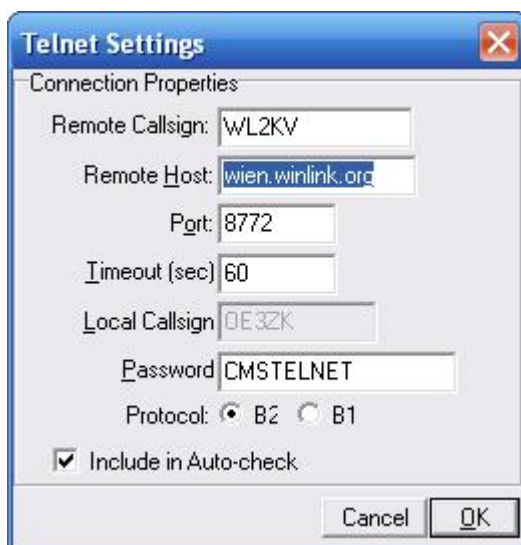 Telnet Settings
Connection Properties
Remote Callsign: WL2KV
Remote Host: wien.winlink.org
Port: 8772
Timeout (sec) 60
Local Callsign OE3ZK
Password CMSTELNET
Protocol: B2 B1
Include in Auto-check
Cancel OK